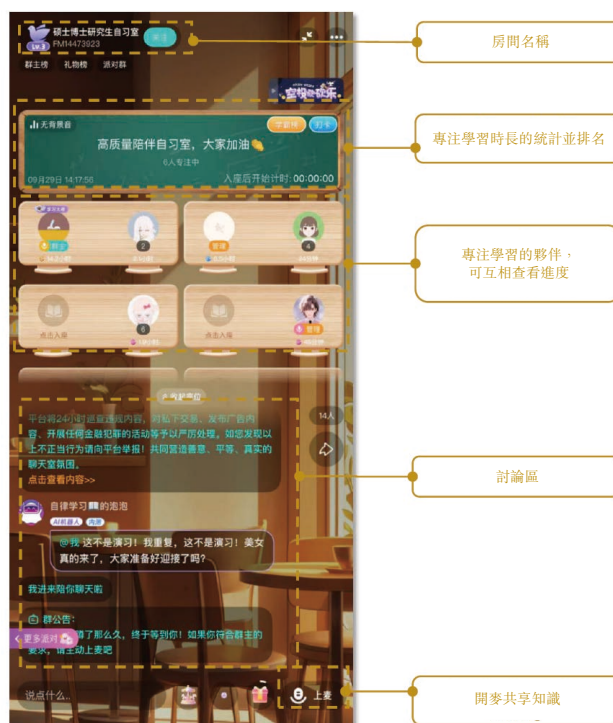 硕士博士研究生自习室
Lv.3
FM14473923
群主榜 礼物榜 派对群
房間名稱
无背景音
学霸榜
打卡
高质量陪伴自习室，大家加油
6人专注中
09月29日 14:17:56
入座后开始计时: 00:00:00
專注學習時長的統計並排名
群主
2
管理
4
點击入座
6
点击入座
管理
專注學習的夥伴，
可互相查看進度
平台将24小时巡查违规内容，对私下交易、发布广告内
容、开展任何金融犯罪的活动等予以严厉处理。如您发现以
上不正当行为请向平台举报！共同营造善意、平等、真实的
聊天室氛围。
点击查看内容>>
14人
自律学习的泡泡
AI机器人
@我 这不是演习！我重复，这不是演习！美女
真的来了，大家准备好迎接了吗？
討論區
我进来陪你聊天啦
群公告：
了那么久，终于等到你！如果你符合群主的
要求，请主动上麦吧
更多派对
说点什么..
上麦
開麥共享知識